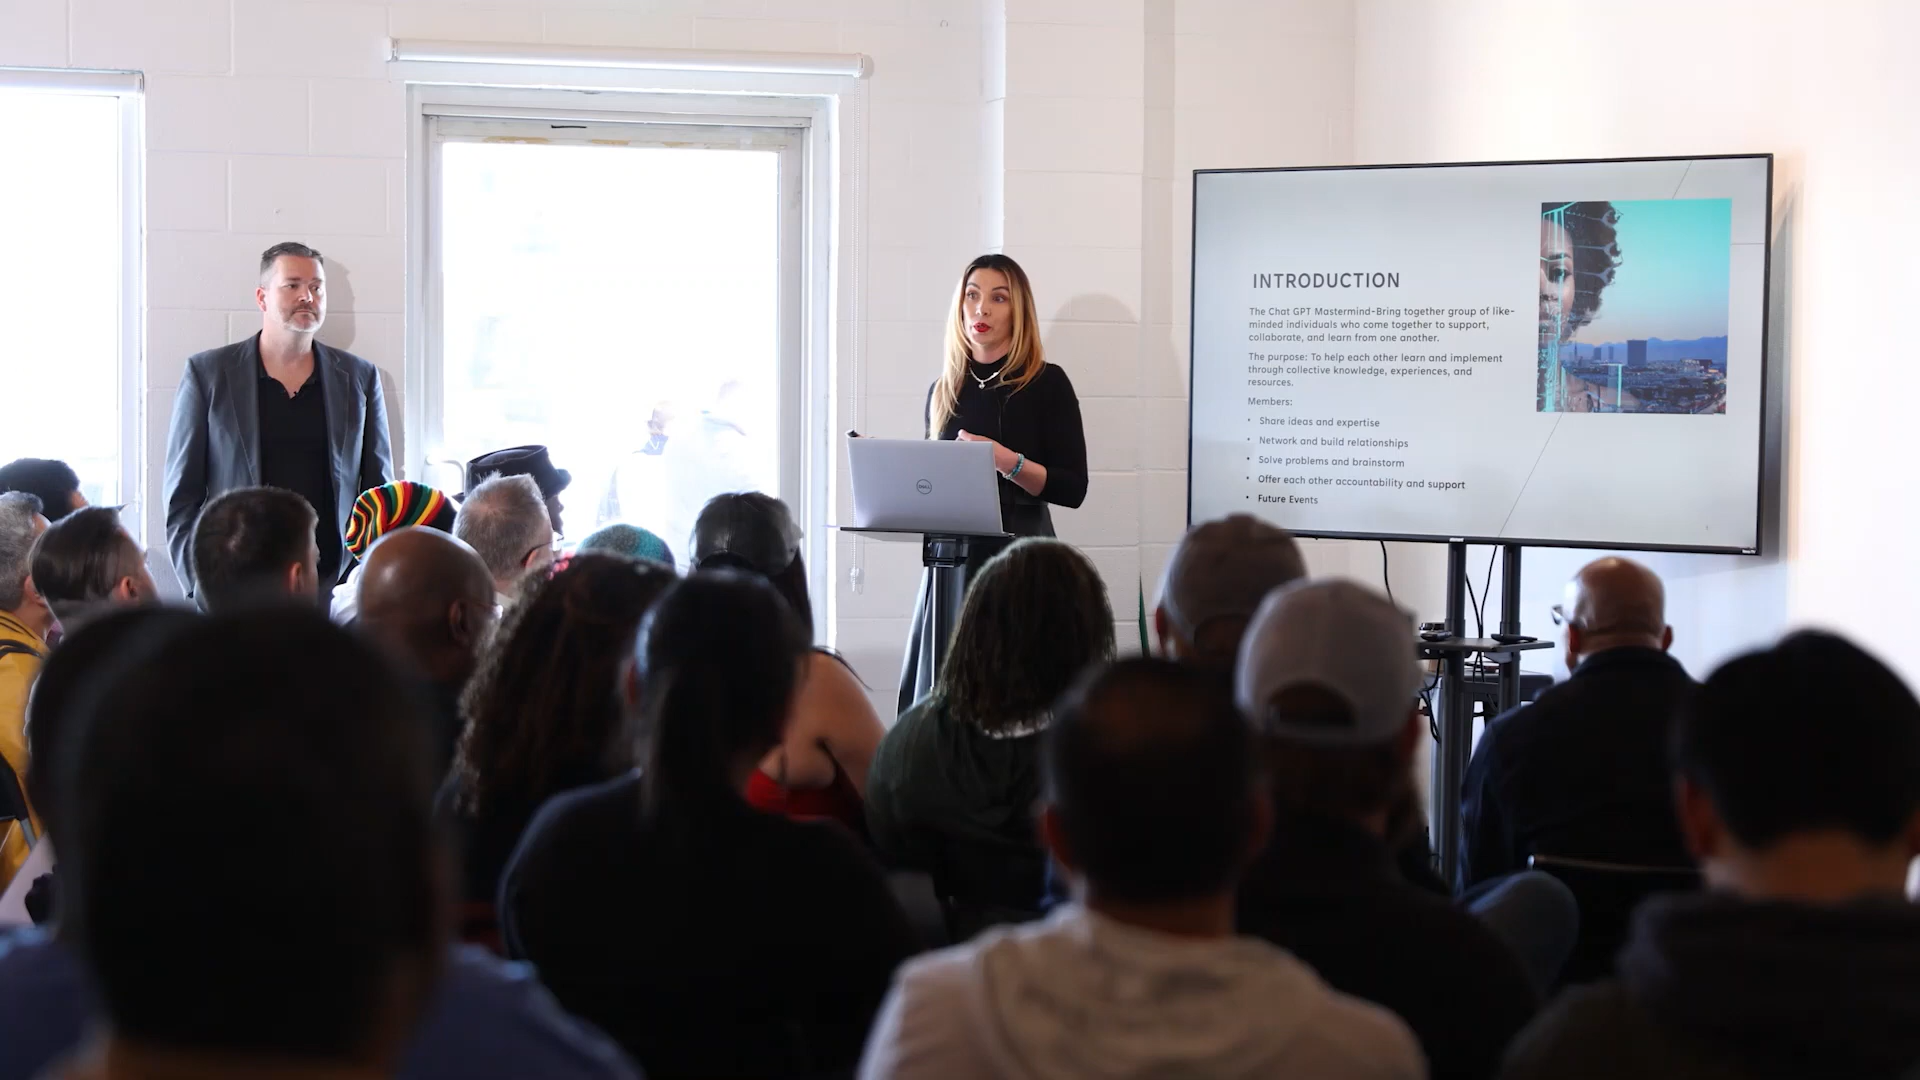 INTRODUCTION
The Chat GPT Mastermind-Bring together group of like-
minded individuals who come together to support,
collaborate, and learn from one another.
The purpose: To help each other learn and implement
through collective knowledge, experiences, and
resources.
Members:
• Share ideas and expertise
• Network and build relationships
• Solve problems and brainstorm
• Offer each other accountability and support
• Future Events
DELL